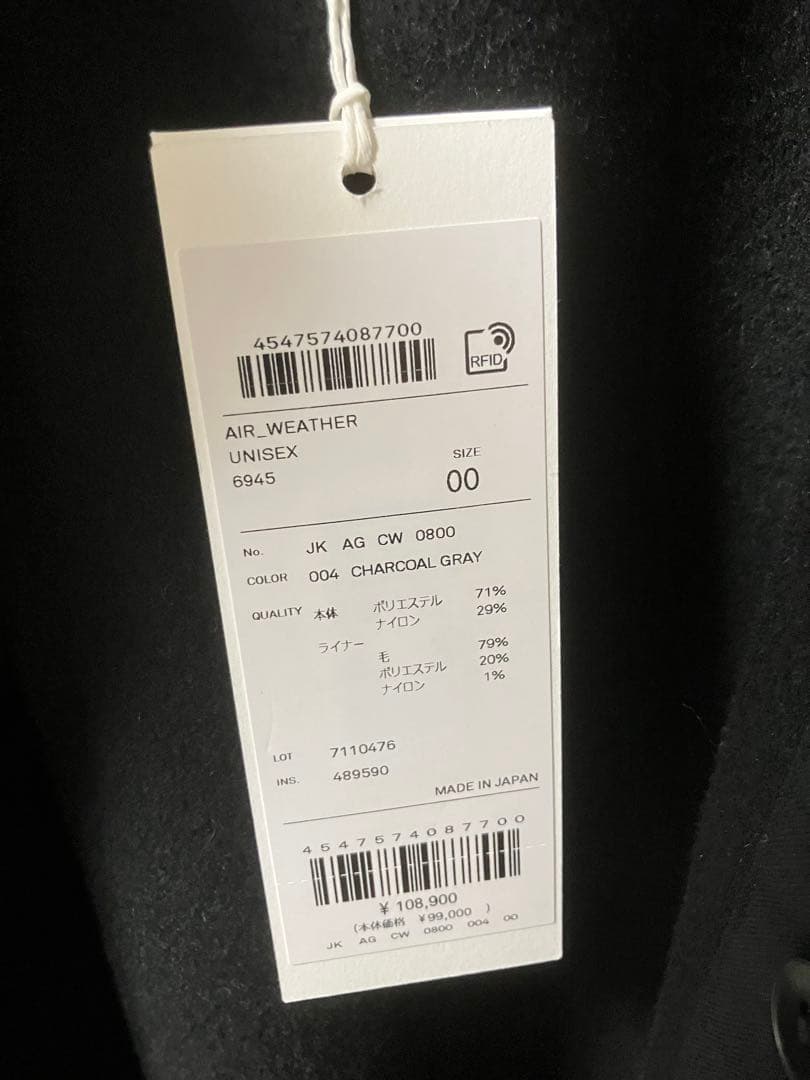 4547574087700
RFID
AIR_WEATHER
UNISEX
6945
SIZE
00
No. JK AG CW 0800
COLOR 004 CHARCOAL GRAY
QUALITY 本体 ポリエステル 71%
ナイロン 29%
ライナー
毛 79%
ポリエステル 20%
ナイロン 1%
LOT 7110476
INS. 489590
MADE IN JAPAN
4547574087700
¥ 108,900
(本体価格 ¥99,000 )
JK AG CW 0800 004 00